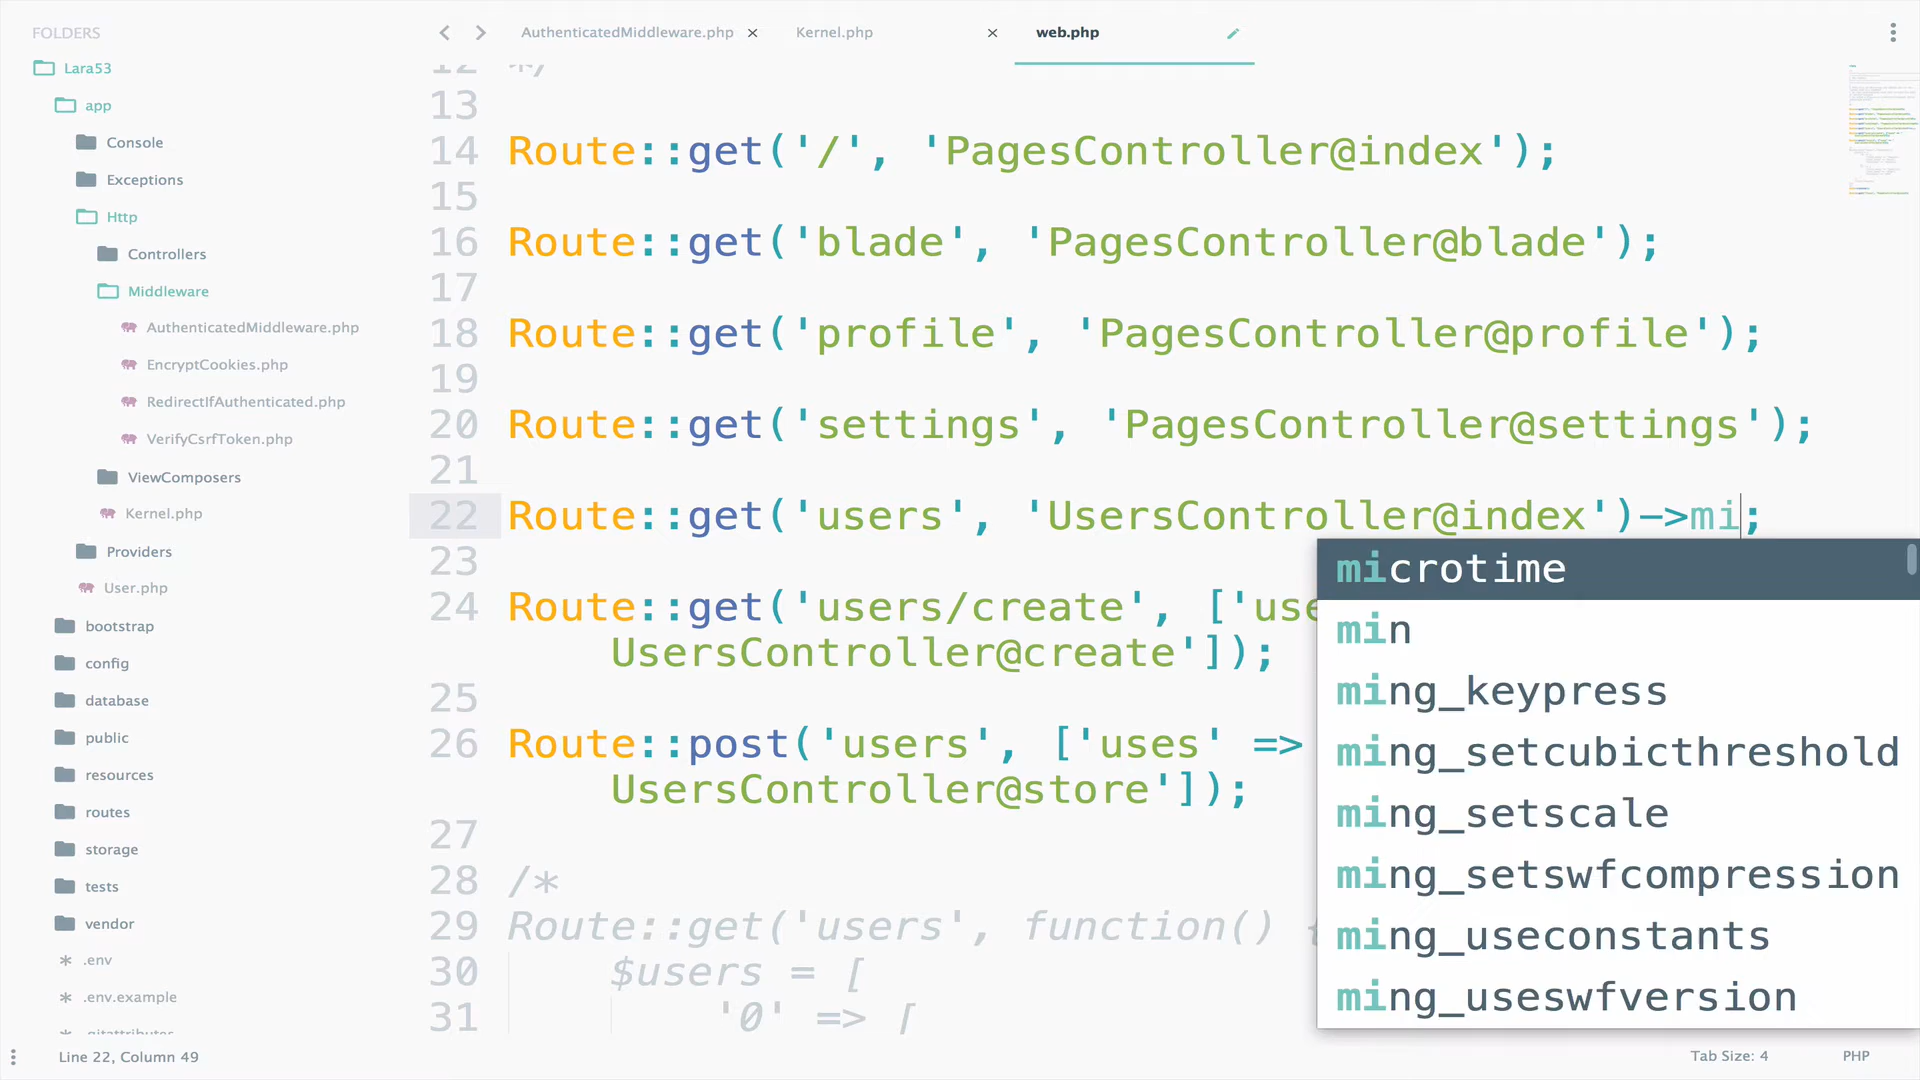 FOLDERS
Lara53
app
Console
Exceptions
Http
Controllers
Middleware
AuthenticatedMiddleware.php
EncryptCookies.php
RedirectIfAuthenticated.php
VerifyCsrfToken.php
ViewComposers
Kernel.php
Providers
User.php
bootstrap
config
database
public
resources
routes
storage
tests
vendor
.env
.env.example
.gitattributes
AuthenticatedMiddleware.php × Kernel.php × web.php
12 */
13
14 Route::get('/', 'PagesController@index');
15
16 Route::get('blade', 'PagesController@blade');
17
18 Route::get('profile', 'PagesController@profile');
19
20 Route::get('settings', 'PagesController@settings');
21
22 Route::get('users', 'UsersController@index')->mi;
23
24 Route::get('users/create', ['use
UsersController@create']);
25
26 Route::post('users', ['uses' =>
UsersController@store']);
27
28 /*
29 Route::get('users', function() {
30 $users = [
31 '0' => [
microtime
min
ming_keypress
ming_setcubicthreshold
ming_setscale
ming_setswfcompression
ming_useconstants
ming_useswfversion
Line 22, Column 49
Tab Size: 4 PHP